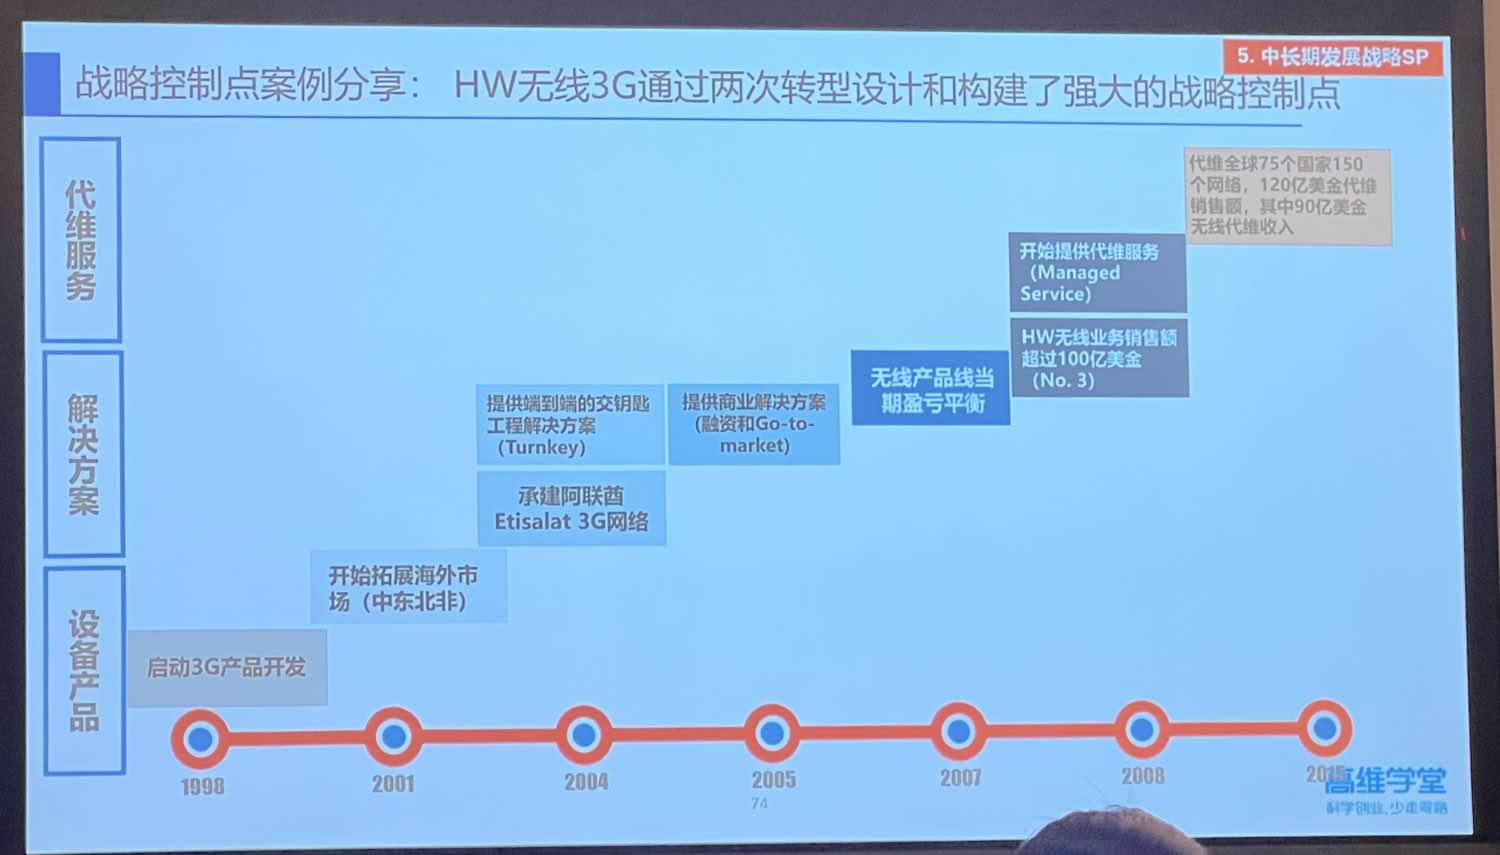 5. 中长期发展战略SP
战略控制点案例分享： HW无线3G通过两次转型设计和构建了强大的战略控制点
代维服务
解决方案
设备产品
代维全球75个国家150
个网络，120亿美金代维
销售额，其中90亿美金
无线代维收入
开始提供代维服务
（Managed
Service）
HW无线业务销售额
超过100亿美金
（No. 3）
无线产品线当
期盈亏平衡
提供商业解决方案
(融资和Go-to-
market)
提供端到端的交钥匙
工程解决方案
（Turnkey）
承建阿联酋
Etisalat 3G网络
开始拓展海外市
场（中东北非）
启动3G产品开发
1998
2001
2004
2005
2007
2008
2015
74
高维学堂
科学创业.少走弯路